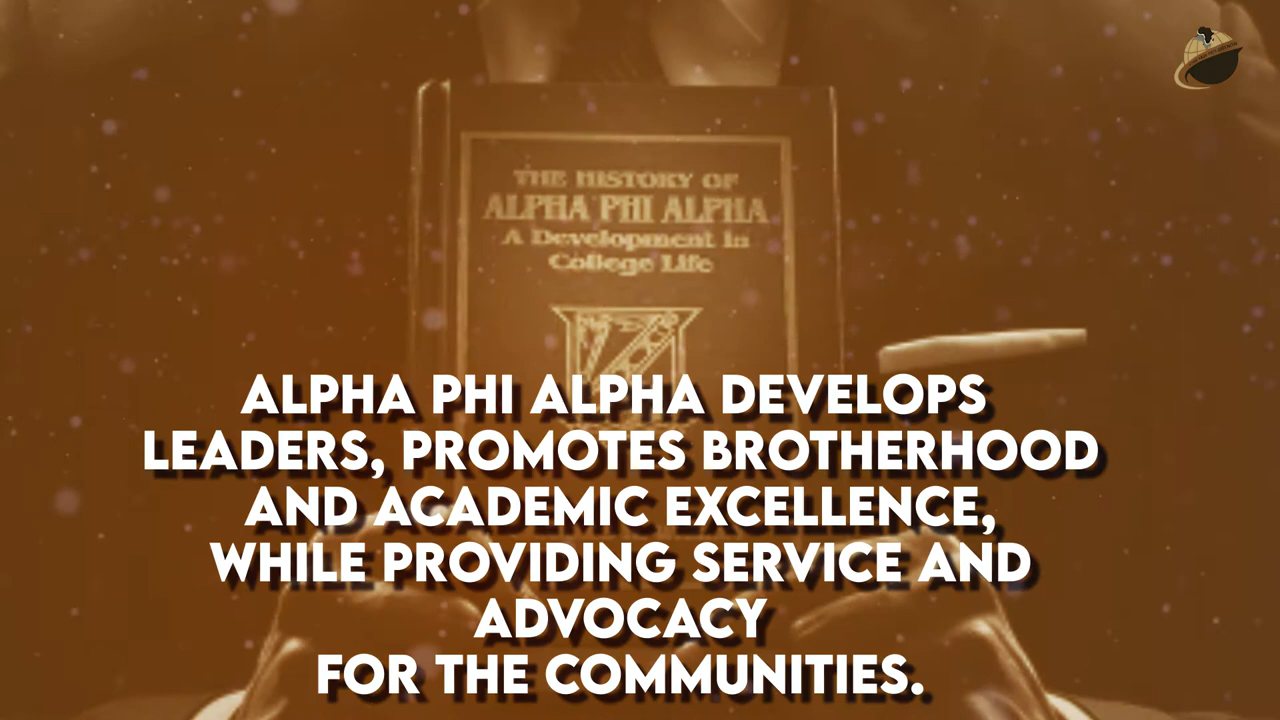 THE HISTORY OF
ALPHA PHI ALPHA
A Development in
College Life
ALPHA PHI ALPHA DEVELOPS
LEADERS, PROMOTES BROTHERHOOD
AND ACADEMIC EXCELLENCE,
WHILE PROVIDING SERVICE AND
ADVOCACY
FOR THE COMMUNITIES.